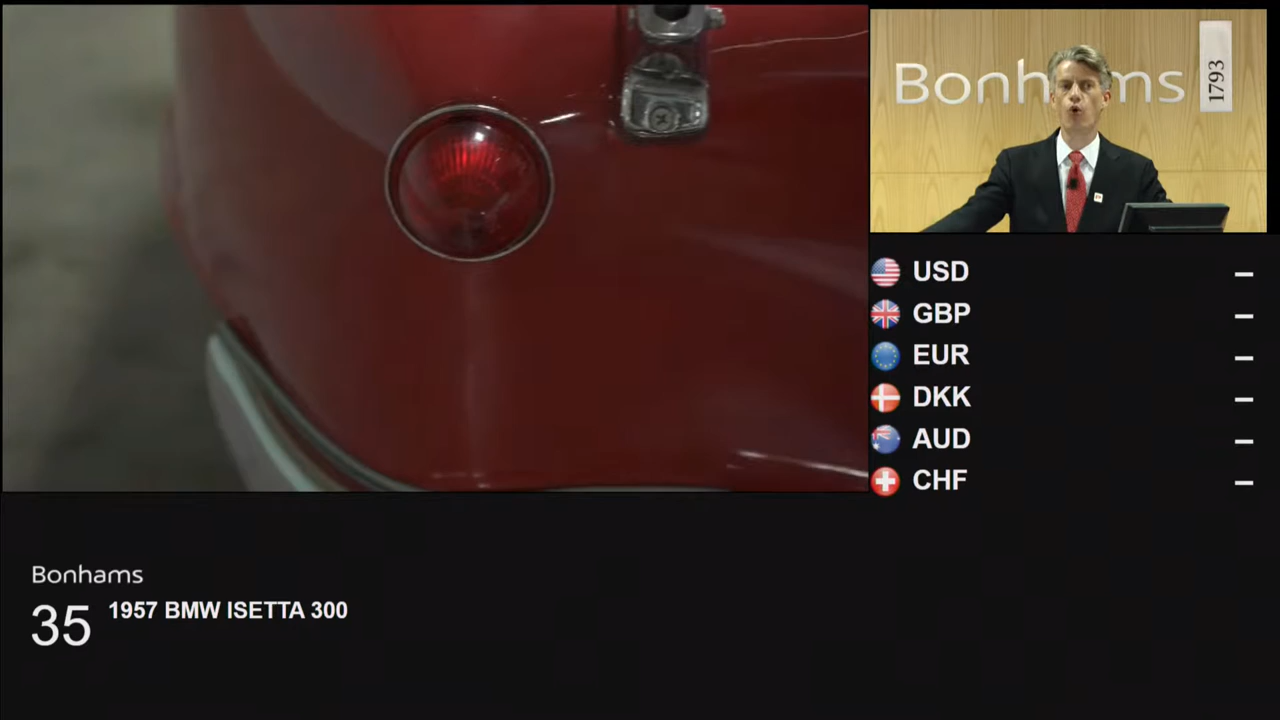 Bonhams
1793
USD –
GBP –
EUR –
DKK –
AUD –
CHF –
Bonhams
35
1957 BMW ISETTA 300